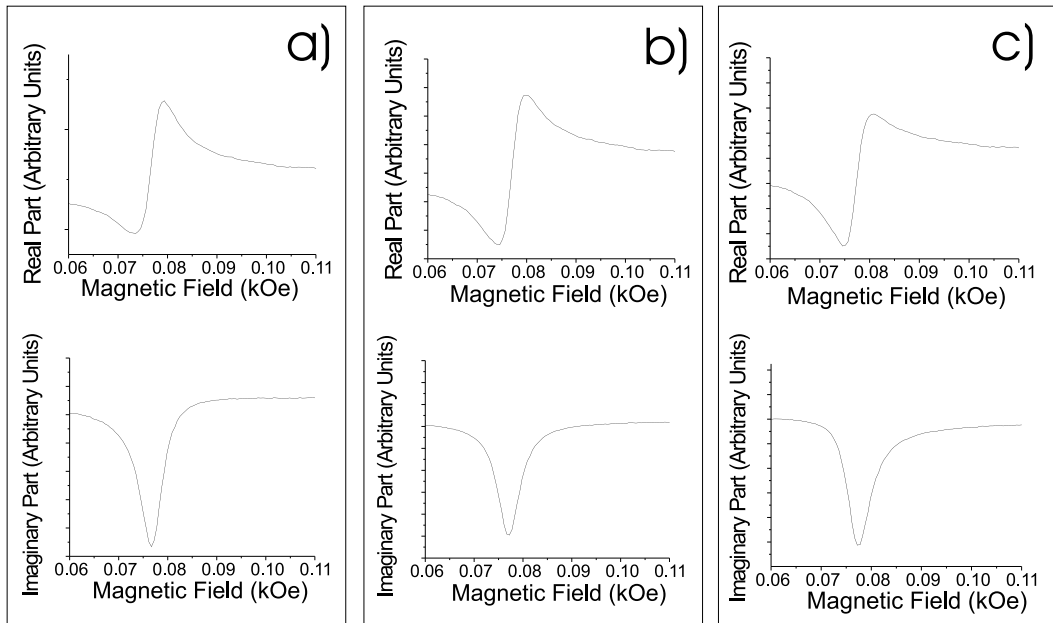 a)
Real Part (Arbitrary Units)
0.06 0.07 0.08 0.09 0.10 0.11
Magnetic Field (kOe)
Imaginary Part (Arbitrary Units)
0.06 0.07 0.08 0.09 0.10 0.11
Magnetic Field (kOe)
b)
Real Part (Arbitrary Units)
0.06 0.07 0.08 0.09 0.10 0.11
Magnetic Field (kOe)
Imaginary Part (Arbitrary Units)
0.06 0.07 0.08 0.09 0.10 0.11
Magnetic Field (kOe)
c)
Real Part (Arbitrary Units)
0.06 0.07 0.08 0.09 0.10 0.11
Magnetic Field (kOe)
Imaginary Part (Arbitrary Units)
0.06 0.07 0.08 0.09 0.10 0.11
Magnetic Field (kOe)